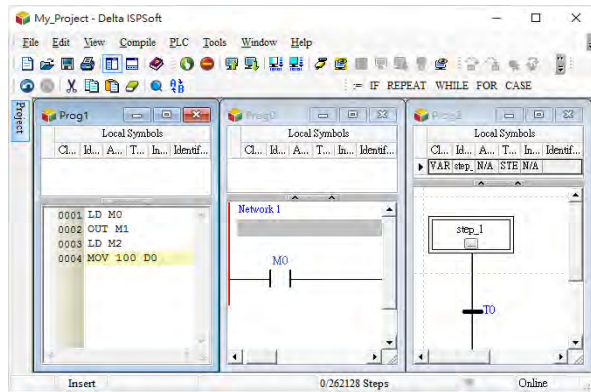 My_Project - Delta ISPSoft
File Edit View Compile PLC Tools Window Help
:= IF REPEAT WHILE FOR CASE
Project
Prog1
Local Symbols
Cl... Id... A... T... In... Identif...
0001 LD M0
0002 OUT M1
0003 LD M2
0004 MOV 100 D0
Local Symbols
Cl... Id... A... T... In... Identif...
Network 1
M0
Local Symbols
Cl... Id... A... T... In... Identif...
VAR step_ N/A STE N/A
step_1
T0
Insert 0/262128 Steps Online